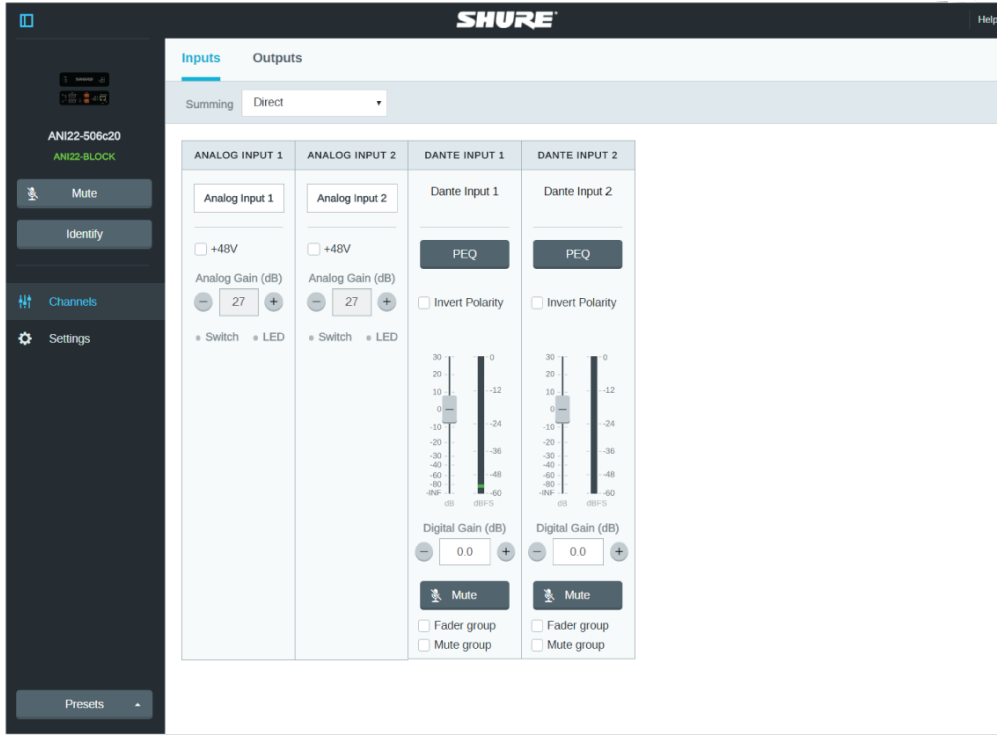 SHURE
Help
ANI22-506c20
ANI22-BLOCK
Mute
Identify
Channels
Settings
Presets
Inputs Outputs
Summing Direct
ANALOG INPUT 1 ANALOG INPUT 2 DANTE INPUT 1 DANTE INPUT 2
Analog Input 1 Analog Input 2 Dante Input 1 Dante Input 2
+48V +48V PEQ PEQ
Analog Gain (dB) Analog Gain (dB)
27 27 Invert Polarity Invert Polarity
Switch LED Switch LED
30 0 30 0
20 20
10 -12 10 -12
0 0
-10 -24 -10 -24
-20 -20
-30 -36 -30 -36
-40 -40
-60 -48 -60 -48
-80 -80
-INF -60 -INF -60
dB dBFS dB dBFS
Digital Gain (dB) Digital Gain (dB)
0.0 0.0
Mute Mute
Fader group Fader group
Mute group Mute group